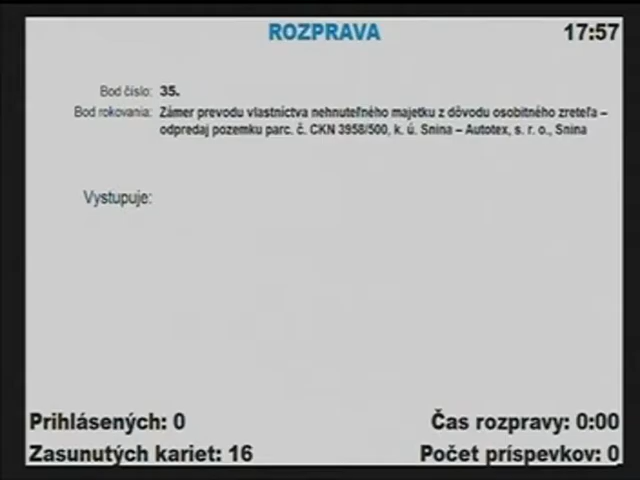 ROZPRAVA 17:57
Bod číslo: 35.
Bod rokovania: Zámer prevodu vlastníctva nehnuteľného majetku z dôvodu osobitného zreteľa –
odpredaj pozemku parc. č. CKN 3958/500, k. ú. Snina – Autotex, s. r. o., Snina
Vystupuje:
Prihlásených: 0 Čas rozpravy: 0:00
Zasunutých kariet: 16 Počet príspevkov: 0